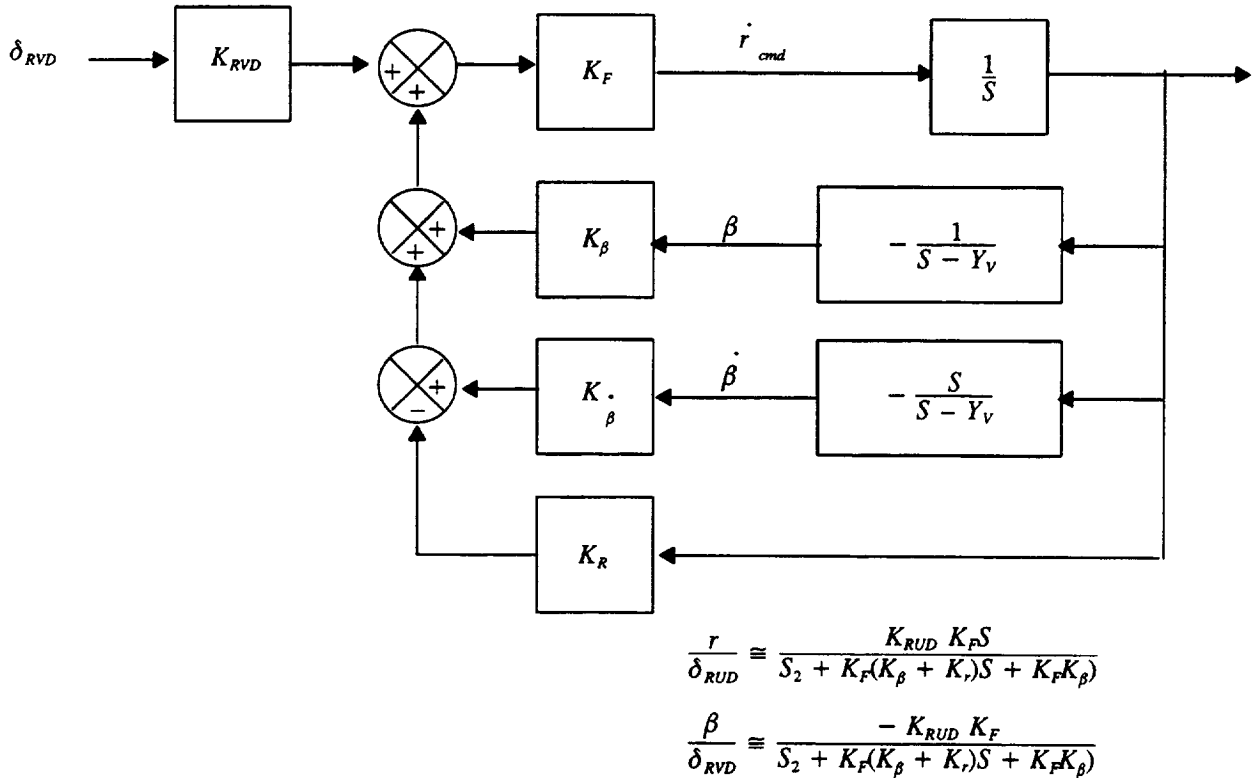 δ_RVD
K_RVD
+
+
K_F
ṙ_cmd
1/S
+
+
K_β
β
- 1/(S - Y_V)
+
-
K_β̇
β̇
- S/(S - Y_V)
K_R
r/δ_RUD ≅ K_RUD K_F S/(S_2 + K_F(K_β + K_r)S + K_F K_β)
β/δ_RVD ≅ - K_RUD K_F/(S_2 + K_F(K_β + K_r)S + K_F K_β)